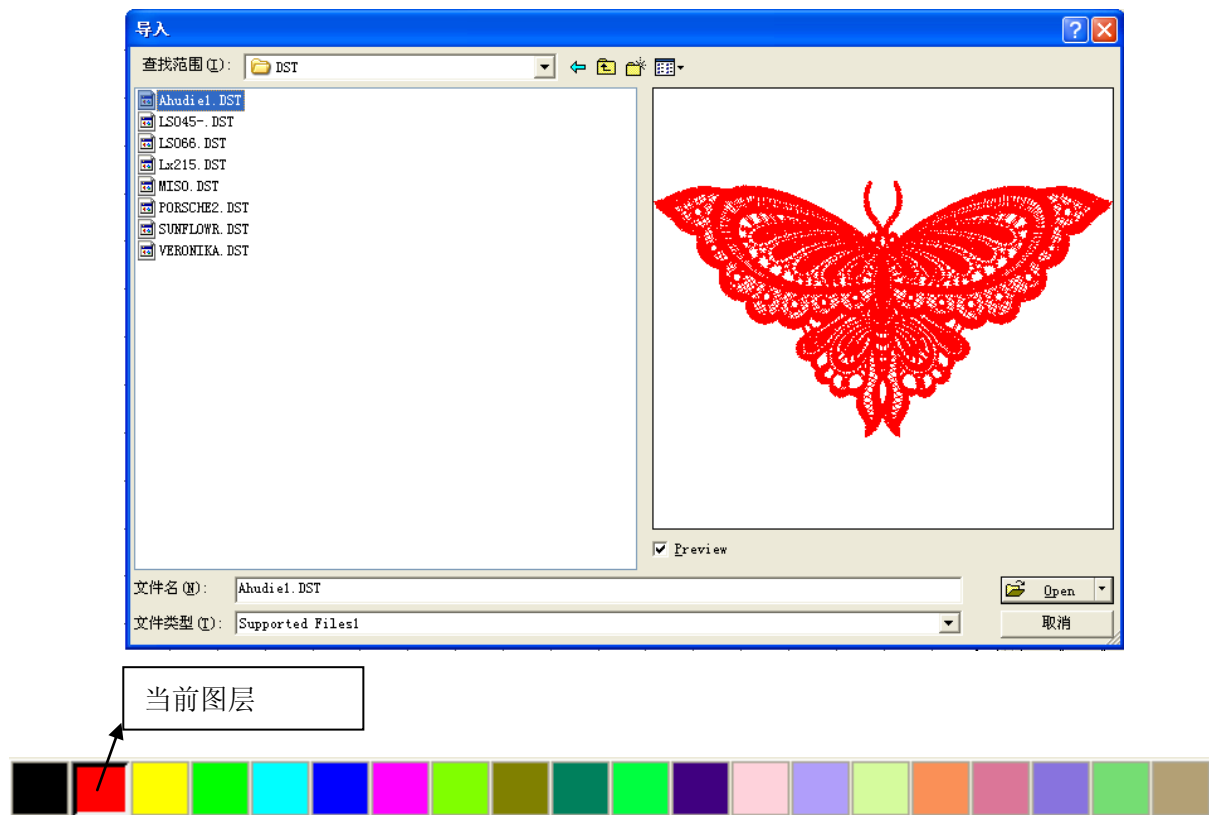 导入
查找范围(I): DST
Ahudie1.DST
LS045-.DST
LS066.DST
Lx215.DST
MISO.DST
PORSCHE2.DST
SUNFLOWR.DST
VERONIKA.DST
Preview
文件名(N): Ahudie1.DST
Open
文件类型(T): Supported Files1
取消
当前图层